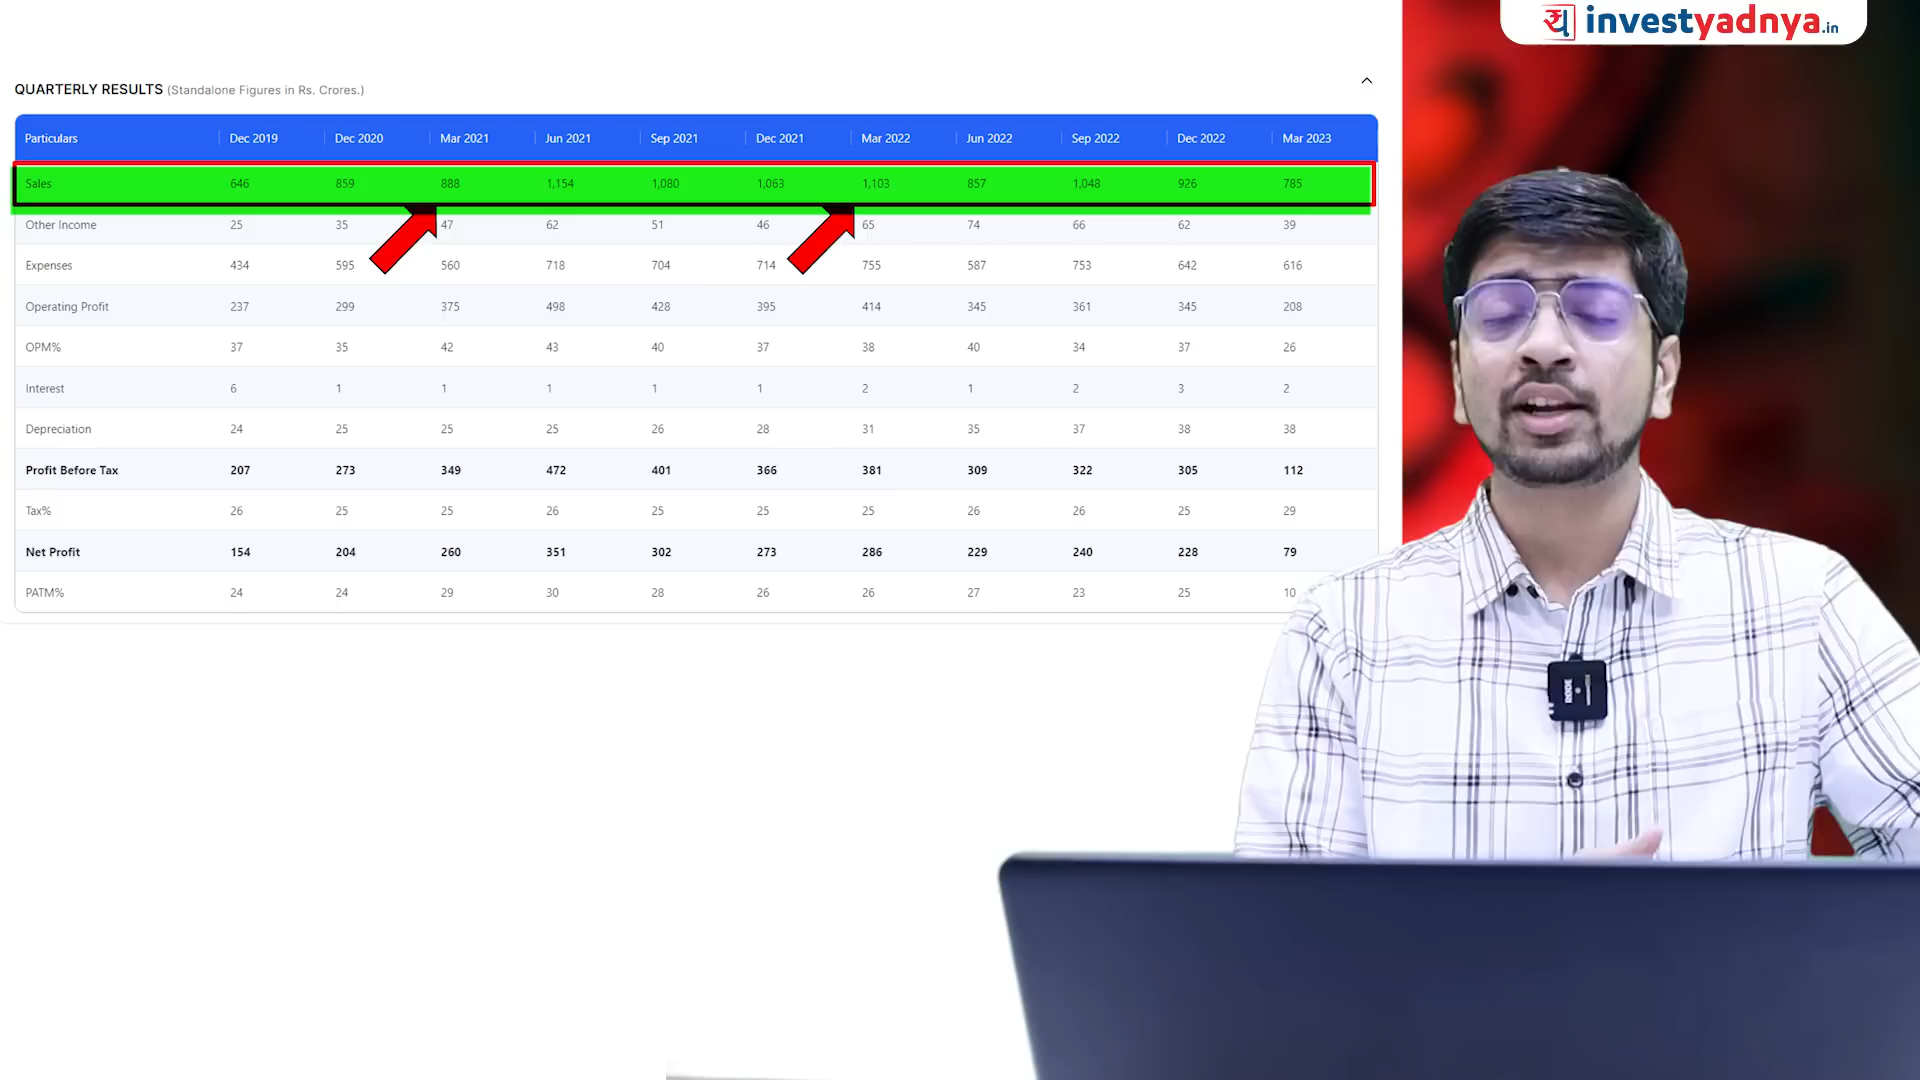 य investyadnya.in
QUARTERLY RESULTS (Standalone Figures in Rs. Crores.)
Particulars Dec 2019 Dec 2020 Mar 2021 Jun 2021 Sep 2021 Dec 2021 Mar 2022 Jun 2022 Sep 2022 Dec 2022 Mar 2023
Sales 646 859 888 1,154 1,080 1,063 1,103 857 1,048 926 785
Other Income 25 35 47 62 51 46 65 74 66 62 39
Expenses 434 595 560 718 704 714 755 587 753 642 616
Operating Profit 237 299 375 498 428 395 414 345 361 345 208
OPM% 37 35 42 43 40 37 38 40 34 37 26
Interest 6 1 1 1 1 1 2 1 2 3 2
Depreciation 24 25 25 25 26 28 31 35 37 38 38
Profit Before Tax 207 273 349 472 401 366 381 309 322 305 112
Tax% 26 25 25 26 25 25 25 26 26 25 29
Net Profit 154 204 260 351 302 273 286 229 240 228 79
PATM% 24 24 29 30 28 26 26 27 23 25 10
RODE